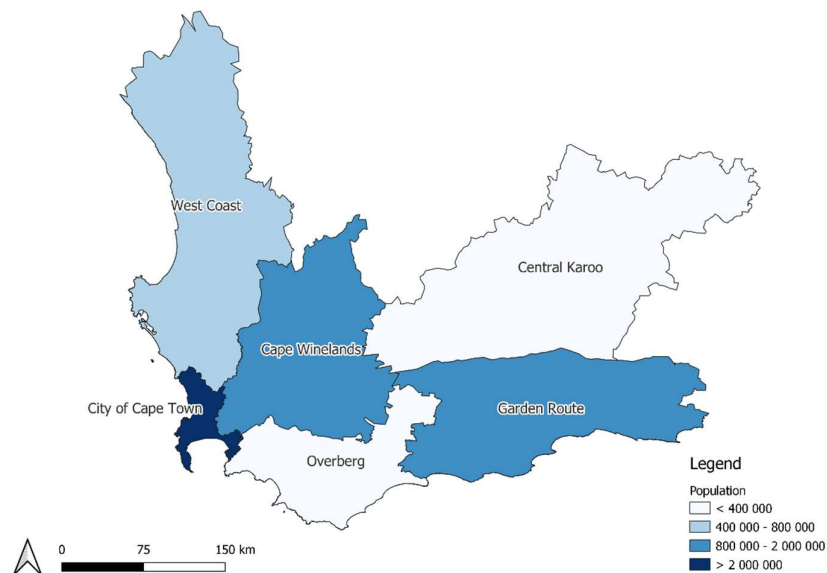 West Coast
Central Karoo
Cape Winelands
City of Cape Town
Garden Route
Overberg
Legend
Population
< 400 000
400 000 - 800 000
800 000 - 2 000 000
> 2 000 000
0 75 150 km